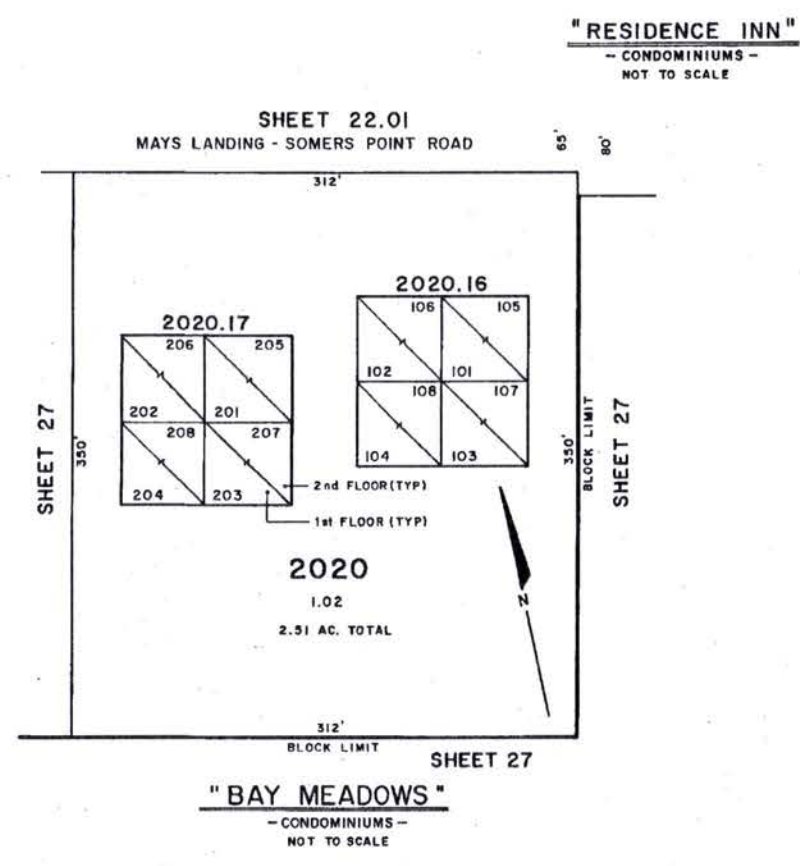 "RESIDENCE INN"
- CONDOMINIUMS -
NOT TO SCALE
SHEET 22.01
MAYS LANDING - SOMERS POINT ROAD
65'
80'
312'
2020.16
106
105
102
101
108
107
104
103
2020.17
206
205
202
201
208
207
204
203
2nd FLOOR (TYP)
1st FLOOR (TYP)
SHEET 27
350'
350'
BLOCK LIMIT
SHEET 27
2020
1.02
2.51 AC. TOTAL
N
312'
BLOCK LIMIT
SHEET 27
"BAY MEADOWS"
- CONDOMINIUMS -
NOT TO SCALE